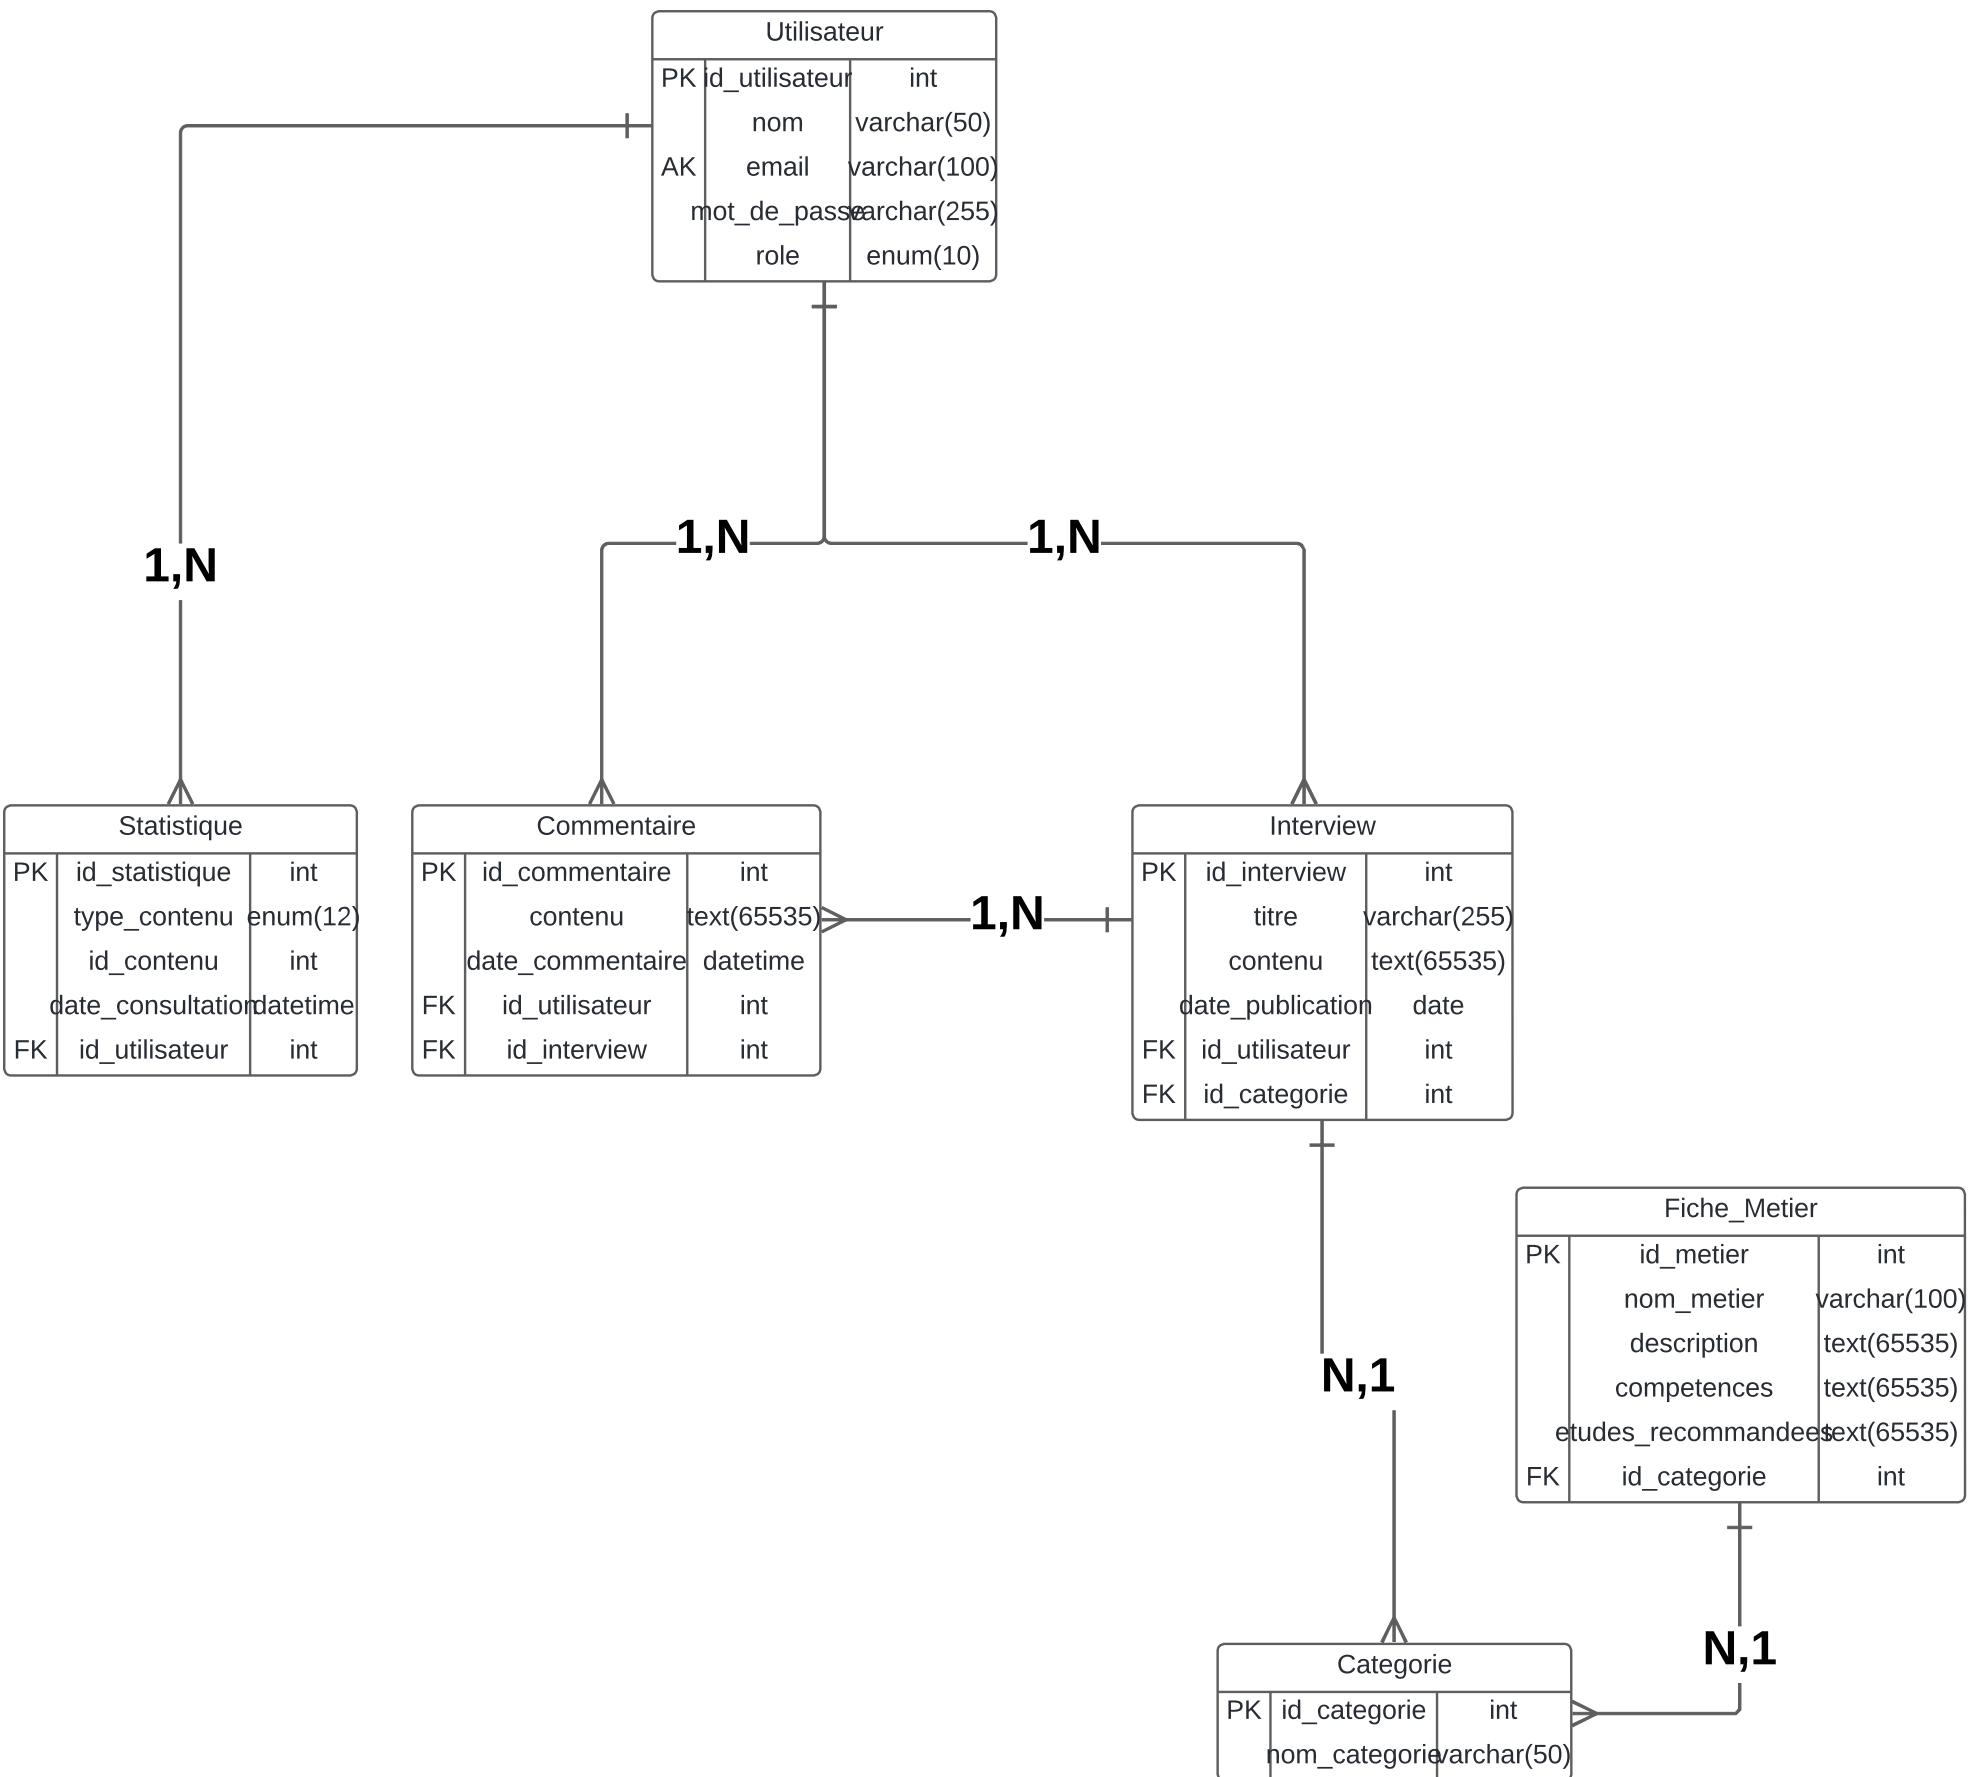 Utilisateur
PK id_utilisateur int
nom varchar(50)
AK email varchar(100)
mot_de_passe varchar(255)
role enum(10)
1,N
1,N
1,N
Statistique
PK id_statistique int
type_contenu enum(12)
id_contenu int
date_consultation datetime
FK id_utilisateur int
Commentaire
PK id_commentaire int
contenu text(65535)
date_commentaire datetime
FK id_utilisateur int
FK id_interview int
1,N
Interview
PK id_interview int
titre varchar(255)
contenu text(65535)
date_publication date
FK id_utilisateur int
FK id_categorie int
N,1
Fiche_Metier
PK id_metier int
nom_metier varchar(100)
description text(65535)
competences text(65535)
etudes_recommandees text(65535)
FK id_categorie int
N,1
Categorie
PK id_categorie int
nom_categorie varchar(50)